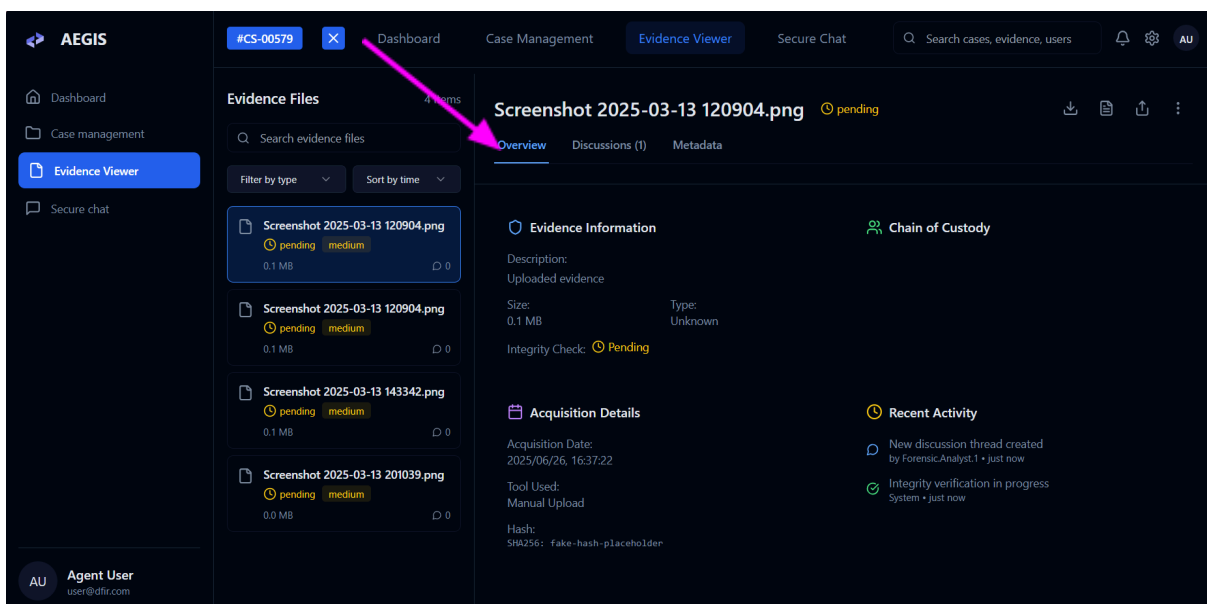 AEGIS
#CS-00579
Dashboard
Case Management
Evidence Viewer
Secure Chat
Search cases, evidence, users
AU
Dashboard
Case management
Evidence Viewer
Secure chat
Evidence Files
4 items
Search evidence files
Filter by type
Sort by time
Screenshot 2025-03-13 120904.png
pending medium
0.1 MB
0
Screenshot 2025-03-13 120904.png
pending medium
0.1 MB
0
Screenshot 2025-03-13 143342.png
pending medium
0.1 MB
0
Screenshot 2025-03-13 201039.png
pending medium
0.0 MB
0
Screenshot 2025-03-13 120904.png
pending
Overview
Discussions (1)
Metadata
Evidence Information
Description:
Uploaded evidence
Size:
0.1 MB
Type:
Unknown
Integrity Check: Pending
Chain of Custody
Acquisition Details
Acquisition Date:
2025/06/26, 16:37:22
Tool Used:
Manual Upload
Hash:
SHA256: fake-hash-placeholder
Recent Activity
New discussion thread created
by Forensic.Analyst.1 • just now
Integrity verification in progress
System • just now
AU
Agent User
user@dfir.com